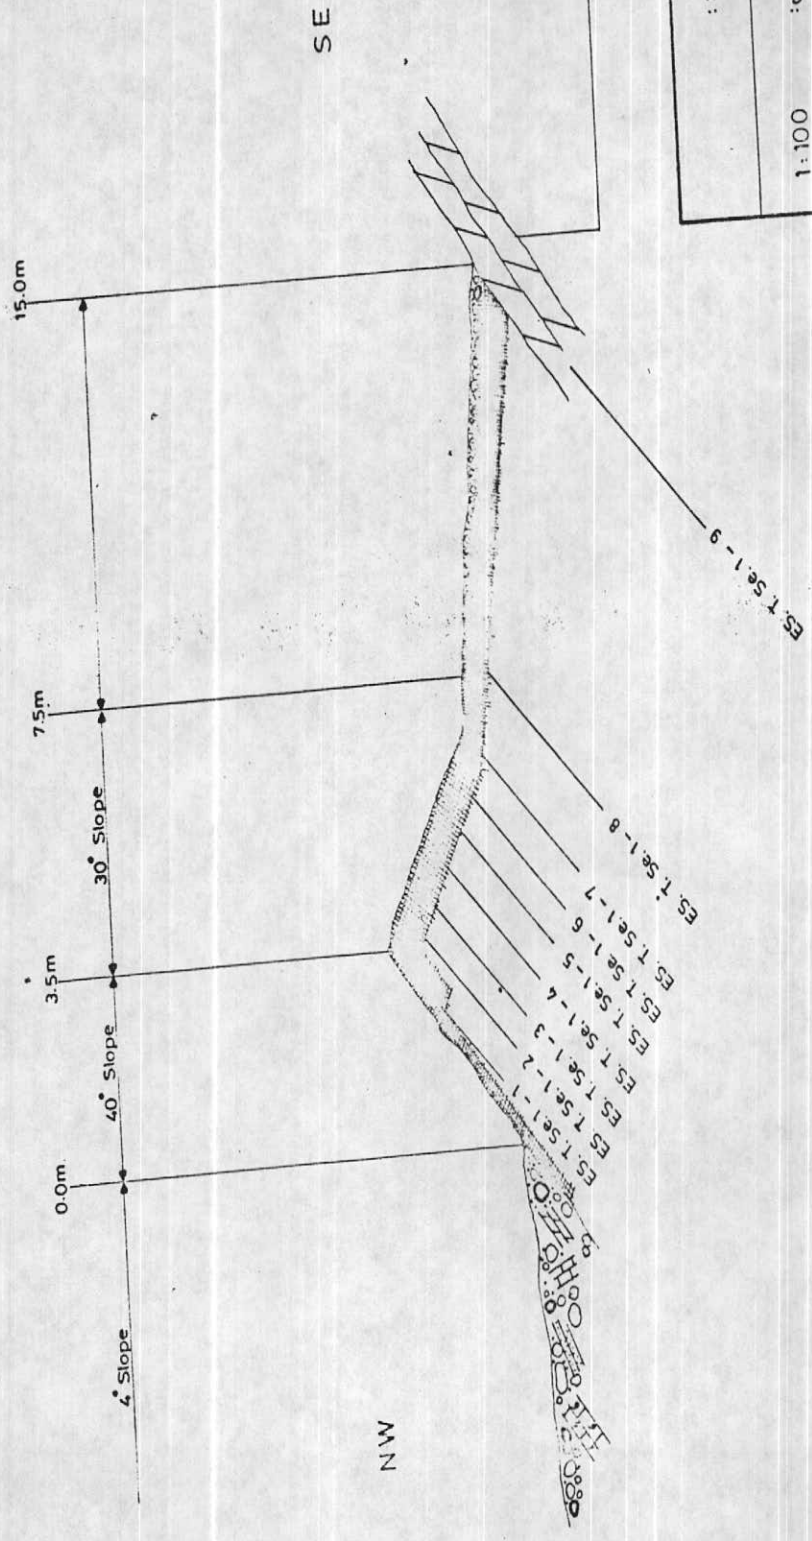 NW
SE
0.0m
3.5m
7.5m
15.0m
4° Slope
40° Slope
30° Slope
ES. T. Se.1-1
ES. T. Se.1-2
ES. T. Se.1-3
ES. T. Se.1-4
ES. T. Se.1-5
ES. T. Se 1-6
ES. T. Se.1-7
ES. T. Se.1-8
ES. T. Se.1-9
1:100